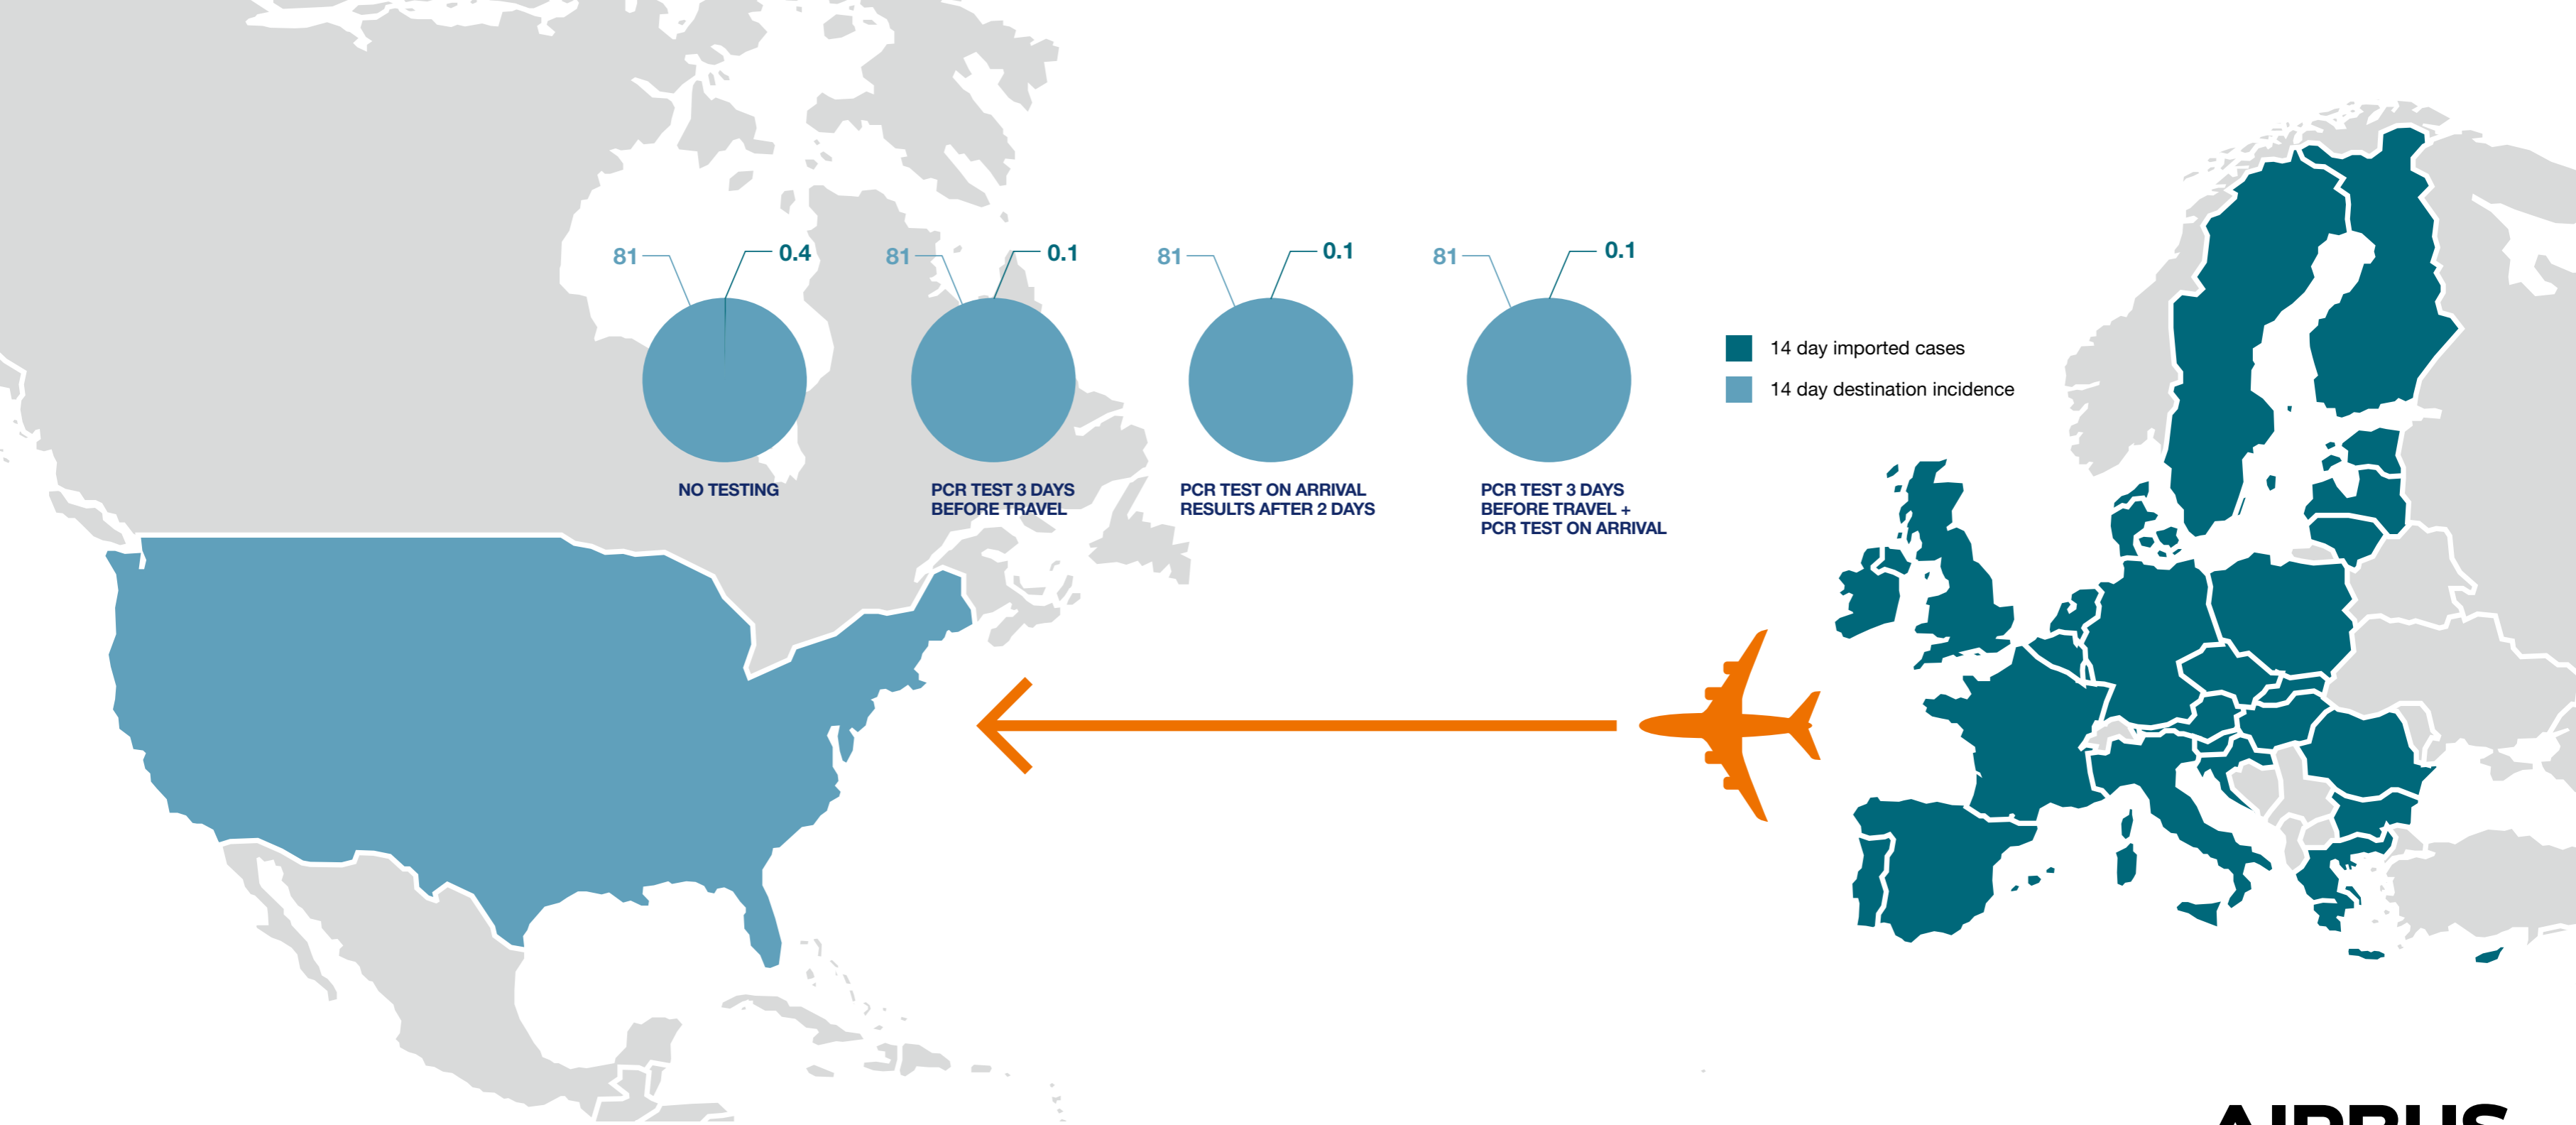 81
0.4
81
0.1
81
0.1
81
0.1
NO TESTING
PCR TEST 3 DAYS
BEFORE TRAVEL
PCR TEST ON ARRIVAL
RESULTS AFTER 2 DAYS
PCR TEST 3 DAYS
BEFORE TRAVEL +
PCR TEST ON ARRIVAL
14 day imported cases
14 day destination incidence
AIRBUS